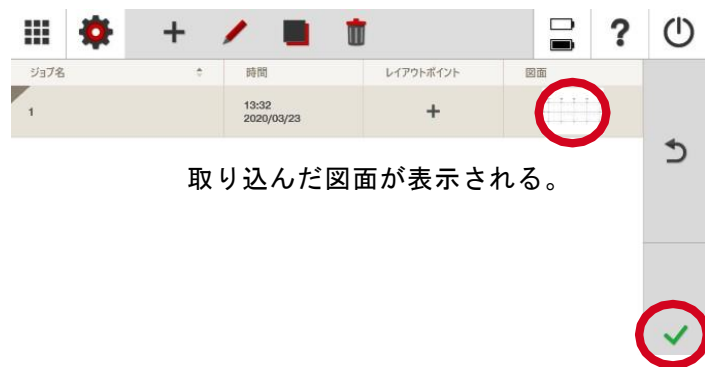 ?
ジョブ名 時間 レイアウトポイント 図面
1 13:32
2020/03/23
取り込んだ図面が表示される。